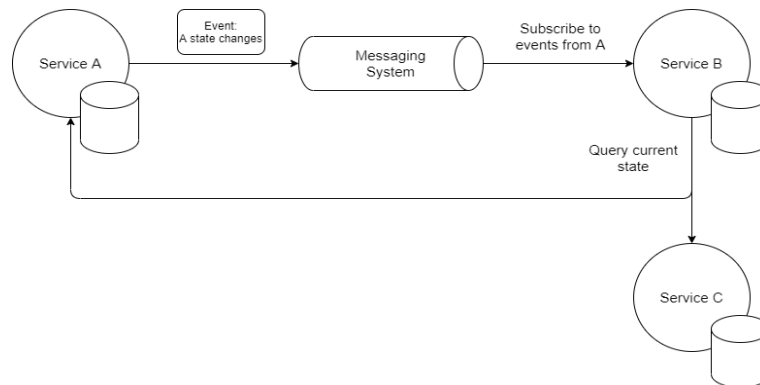 Event:
A state changes
Service A
Messaging
System
Subscribe to
events from A
Service B
Query current
state
Service C